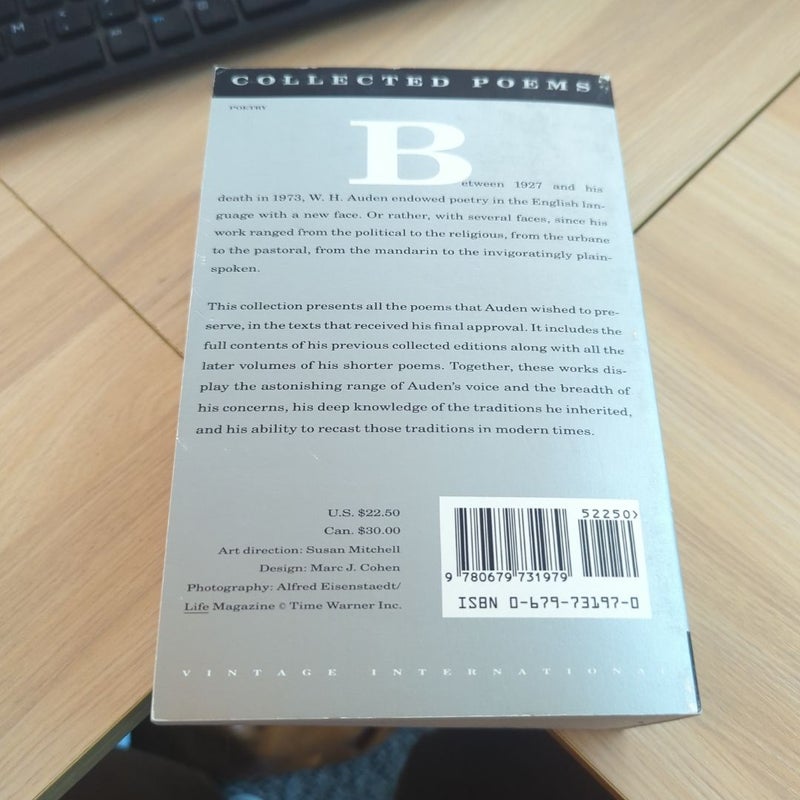 COLLECTED POEMS
POETRY
Between 1927 and his
death in 1973, W. H. Auden endowed poetry in the English lan-
guage with a new face. Or rather, with several faces, since his
work ranged from the political to the religious, from the urbane
to the pastoral, from the mandarin to the invigoratingly plain-
spoken.
This collection presents all the poems that Auden wished to pre-
serve, in the texts that received his final approval. It includes the
full contents of his previous collected editions along with all the
later volumes of his shorter poems. Together, these works dis-
play the astonishing range of Auden's voice and the breadth of
his concerns, his deep knowledge of the traditions he inherited,
and his ability to recast those traditions in modern times.
U.S. $22.50
Can. $30.00
Art direction: Susan Mitchell
Design: Marc J. Cohen
Photography: Alfred Eisenstaedt/
Life Magazine © Time Warner Inc.
52250>
9 780679 731979
ISBN 0-679-73197-0
VINTAGE INTERNATIONAL